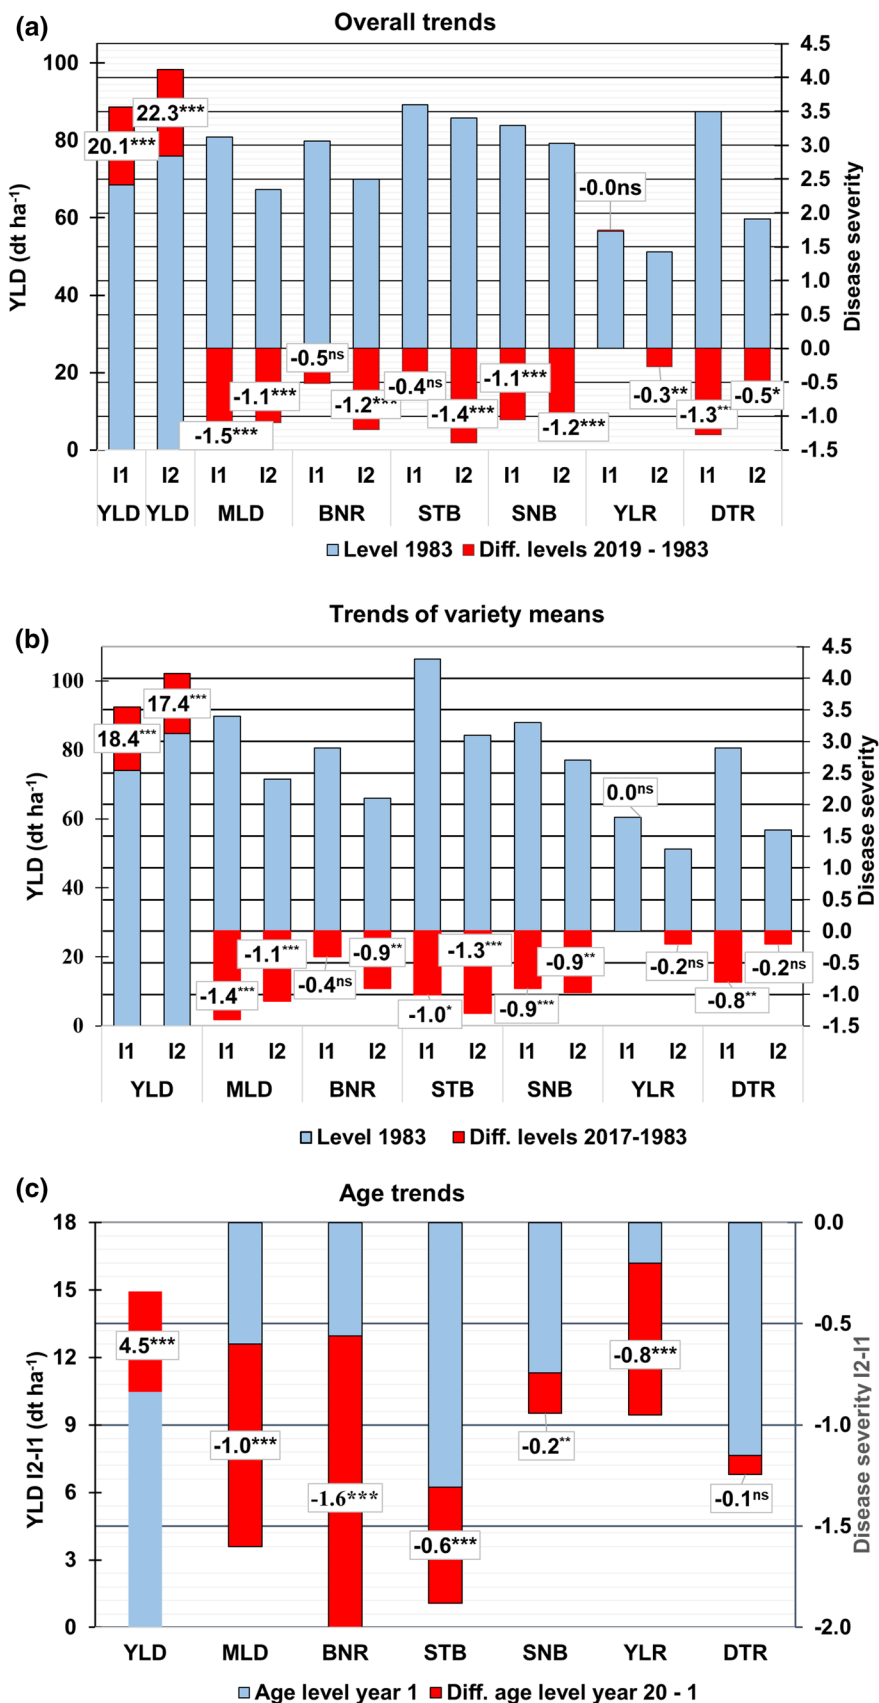 (a)
Overall trends
YLD (dt ha-1)
100
80
60
40
20
0
4.5
4.0
3.5
3.0
2.5
2.0
1.5
1.0
0.5
0.0
-0.5
-1.0
-1.5
Disease severity
20.1***
22.3***
-1.5***
-1.1***
-0.5ns
-1.2***
-0.4ns
-1.4***
-1.1***
-1.2***
-0.0ns
-0.3**
-1.3***
-0.5*
I1 I2 I1 I2 I1 I2 I1 I2 I1 I2 I1 I2 I1 I2
YLD YLD MLD BNR STB SNB YLR DTR
Level 1983 Diff. levels 2019 - 1983
(b)
Trends of variety means
YLD (dt ha-1)
100
80
60
40
20
0
4.5
4.0
3.5
3.0
2.5
2.0
1.5
1.0
0.5
0.0
-0.5
-1.0
-1.5
Disease severity
18.4***
17.4***
-1.4***
-1.1***
-0.4ns
-0.9**
-1.0*
-1.3***
-0.9***
-0.9**
0.0ns
-0.2ns
-0.8**
-0.2ns
I1 I2 I1 I2 I1 I2 I1 I2 I1 I2 I1 I2 I1 I2
YLD MLD BNR STB SNB YLR DTR
Level 1983 Diff. levels 2017-1983
(c)
Age trends
YLD I2-I1 (dt ha-1)
18
15
12
9
6
3
0
0.0
-0.5
-1.0
-1.5
-2.0
Disease severity I2-I1
4.5***
-1.0***
-1.6***
-0.6***
-0.2**
-0.8***
-0.1ns
YLD MLD BNR STB SNB YLR DTR
Age level year 1 Diff. age level year 20 - 1